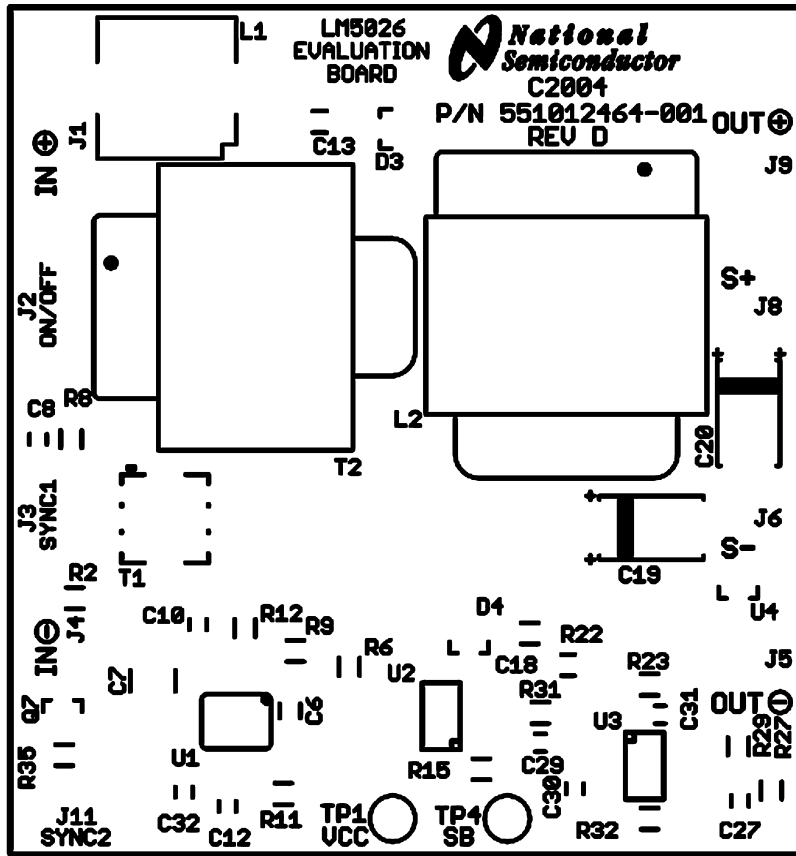 L1
LM5026
EVALUATION
BOARD
National
Semiconductor
C2004
P/N 551012464-001
REV D
OUT
J1
C13
D3
J9
IN
S+
J2
ON/OFF
J8
C8
R8
L2
C20
T2
J3
SYNC1
J6
S-
C19
T1
R2
J4
IN
C10
R12
R9
D4
U4
R6
C18
R22
J5
C7
U2
R23
R31
C6
C31
OUT
Q7
U3
R29
R27
R35
U1
R15
C29
C30
J11
SYNC2
C32
C12
R11
TP1
VCC
TP4
SB
R32
C27